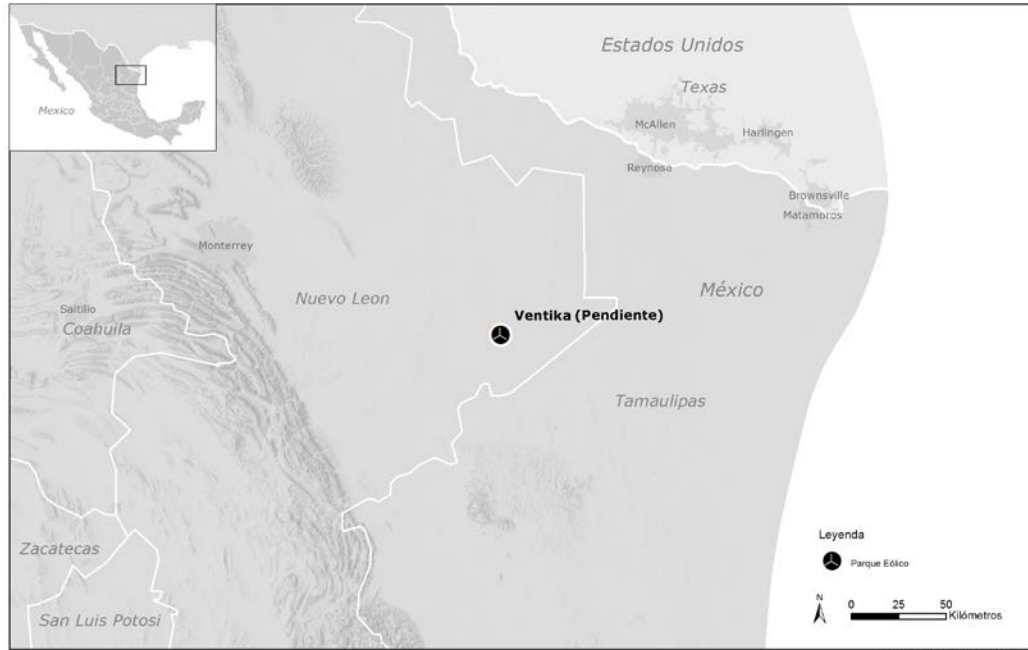 Mexico
Estados Unidos
Texas
McAllen
Harlingen
Reynosa
Brownsville
Matamoros
Monterrey
Nuevo Leon
México
Saltillo
Coahuila
Ventika (Pendiente)
Tamaulipas
Zacatecas
San Luis Potosi
Leyenda
Parque Eólico
N
0 25 50
Kilómetros